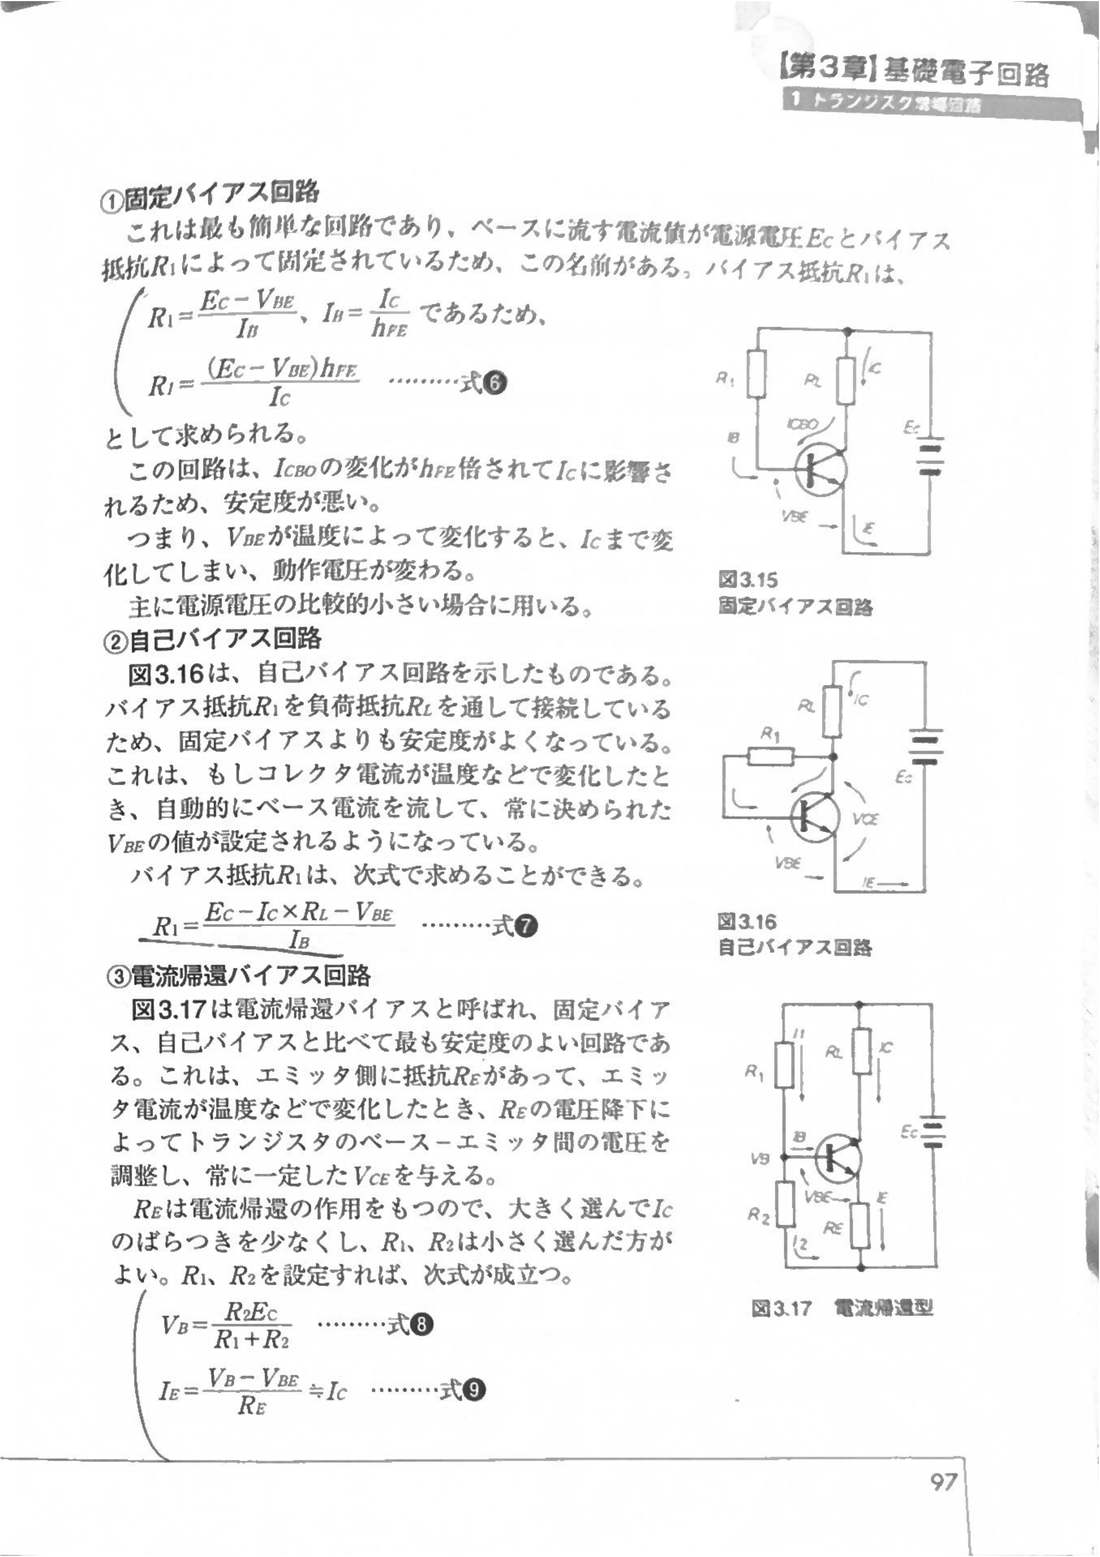 【第3章】基礎電子回路
1 トランジスタ増幅回路
①固定バイアス回路
これは最も簡単な回路であり、ベースに流す電流値が電源電圧ECとバイアス
抵抗R1によって固定されているため、この名前がある。バイアス抵抗R1は、
R1=(EC−VBE)/IB、IB=IC/hFE であるため、
R1=(EC−VBE)hFE/IC ………式❻
として求められる。
この回路は、ICBOの変化がhFE倍されてICに影響さ
れるため、安定度が悪い。
つまり、VBEが温度によって変化すると、ICまで変
化してしまい、動作電圧が変わる。
主に電源電圧の比較的小さい場合に用いる。
R1
RL
IC
ICBO
EC
IB
VBE
IE
図3.15
固定バイアス回路
②自己バイアス回路
図3.16は、自己バイアス回路を示したものである。
バイアス抵抗R1を負荷抵抗RLを通して接続している
ため、固定バイアスよりも安定度がよくなっている。
これは、もしコレクタ電流が温度などで変化したと
き、自動的にベース電流を流して、常に決められた
VBEの値が設定されるようになっている。
バイアス抵抗R1は、次式で求めることができる。
R1=(EC−IC×RL−VBE)/IB ………式❼
RL
IC
R1
EC
VCE
VBE
IE
図3.16
自己バイアス回路
③電流帰還バイアス回路
図3.17は電流帰還バイアスと呼ばれ、固定バイア
ス、自己バイアスと比べて最も安定度のよい回路であ
る。これは、エミッタ側に抵抗REがあって、エミッ
タ電流が温度などで変化したとき、REの電圧降下に
よってトランジスタのベース−エミッタ間の電圧を
調整し、常に一定したVCEを与える。
REは電流帰還の作用をもつので、大きく選んでIC
のばらつきを少なくし、R1、R2は小さく選んだ方が
よい。R1、R2を設定すれば、次式が成立つ。
VB=R2EC/(R1+R2) ………式❽
IE=(VB−VBE)/RE≒IC ………式❾
I1
RL
IC
R1
IB
EC
VB
VBE
IE
R2
RE
I2
図3.17 電流帰還型
97